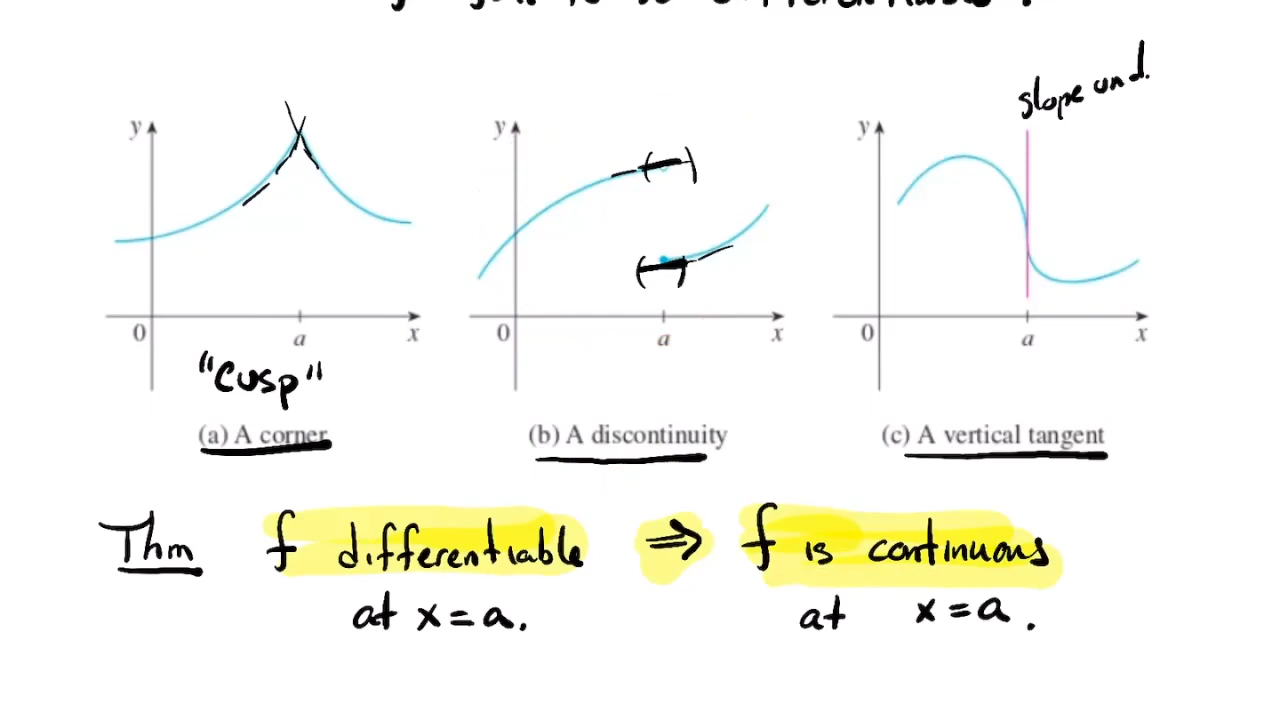 slope und.
y y y
0 a x 0 a x 0 a x
"Cusp"
(a) A corner (b) A discontinuity (c) A vertical tangent
Thm f differentiable ⇒ f is continuous
at x = a. at x = a.